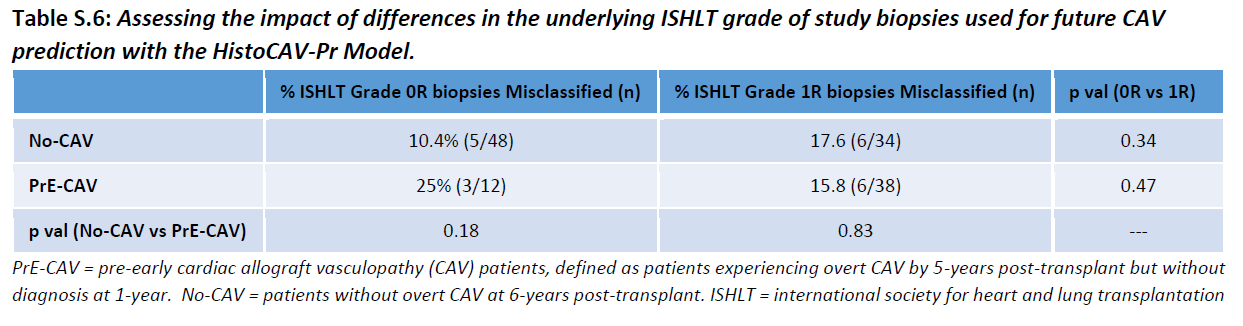 Table S.6: Assessing the impact of differences in the underlying ISHLT grade of study biopsies used for future CAV
prediction with the HistoCAV-Pr Model.
% ISHLT Grade 0R biopsies Misclassified (n) % ISHLT Grade 1R biopsies Misclassified (n) p val (0R vs 1R)
No-CAV 10.4% (5/48) 17.6 (6/34) 0.34
PrE-CAV 25% (3/12) 15.8 (6/38) 0.47
p val (No-CAV vs PrE-CAV) 0.18 0.83 ---
PrE-CAV = pre-early cardiac allograft vasculopathy (CAV) patients, defined as patients experiencing overt CAV by 5-years post-transplant but without
diagnosis at 1-year. No-CAV = patients without overt CAV at 6-years post-transplant. ISHLT = international society for heart and lung transplantation